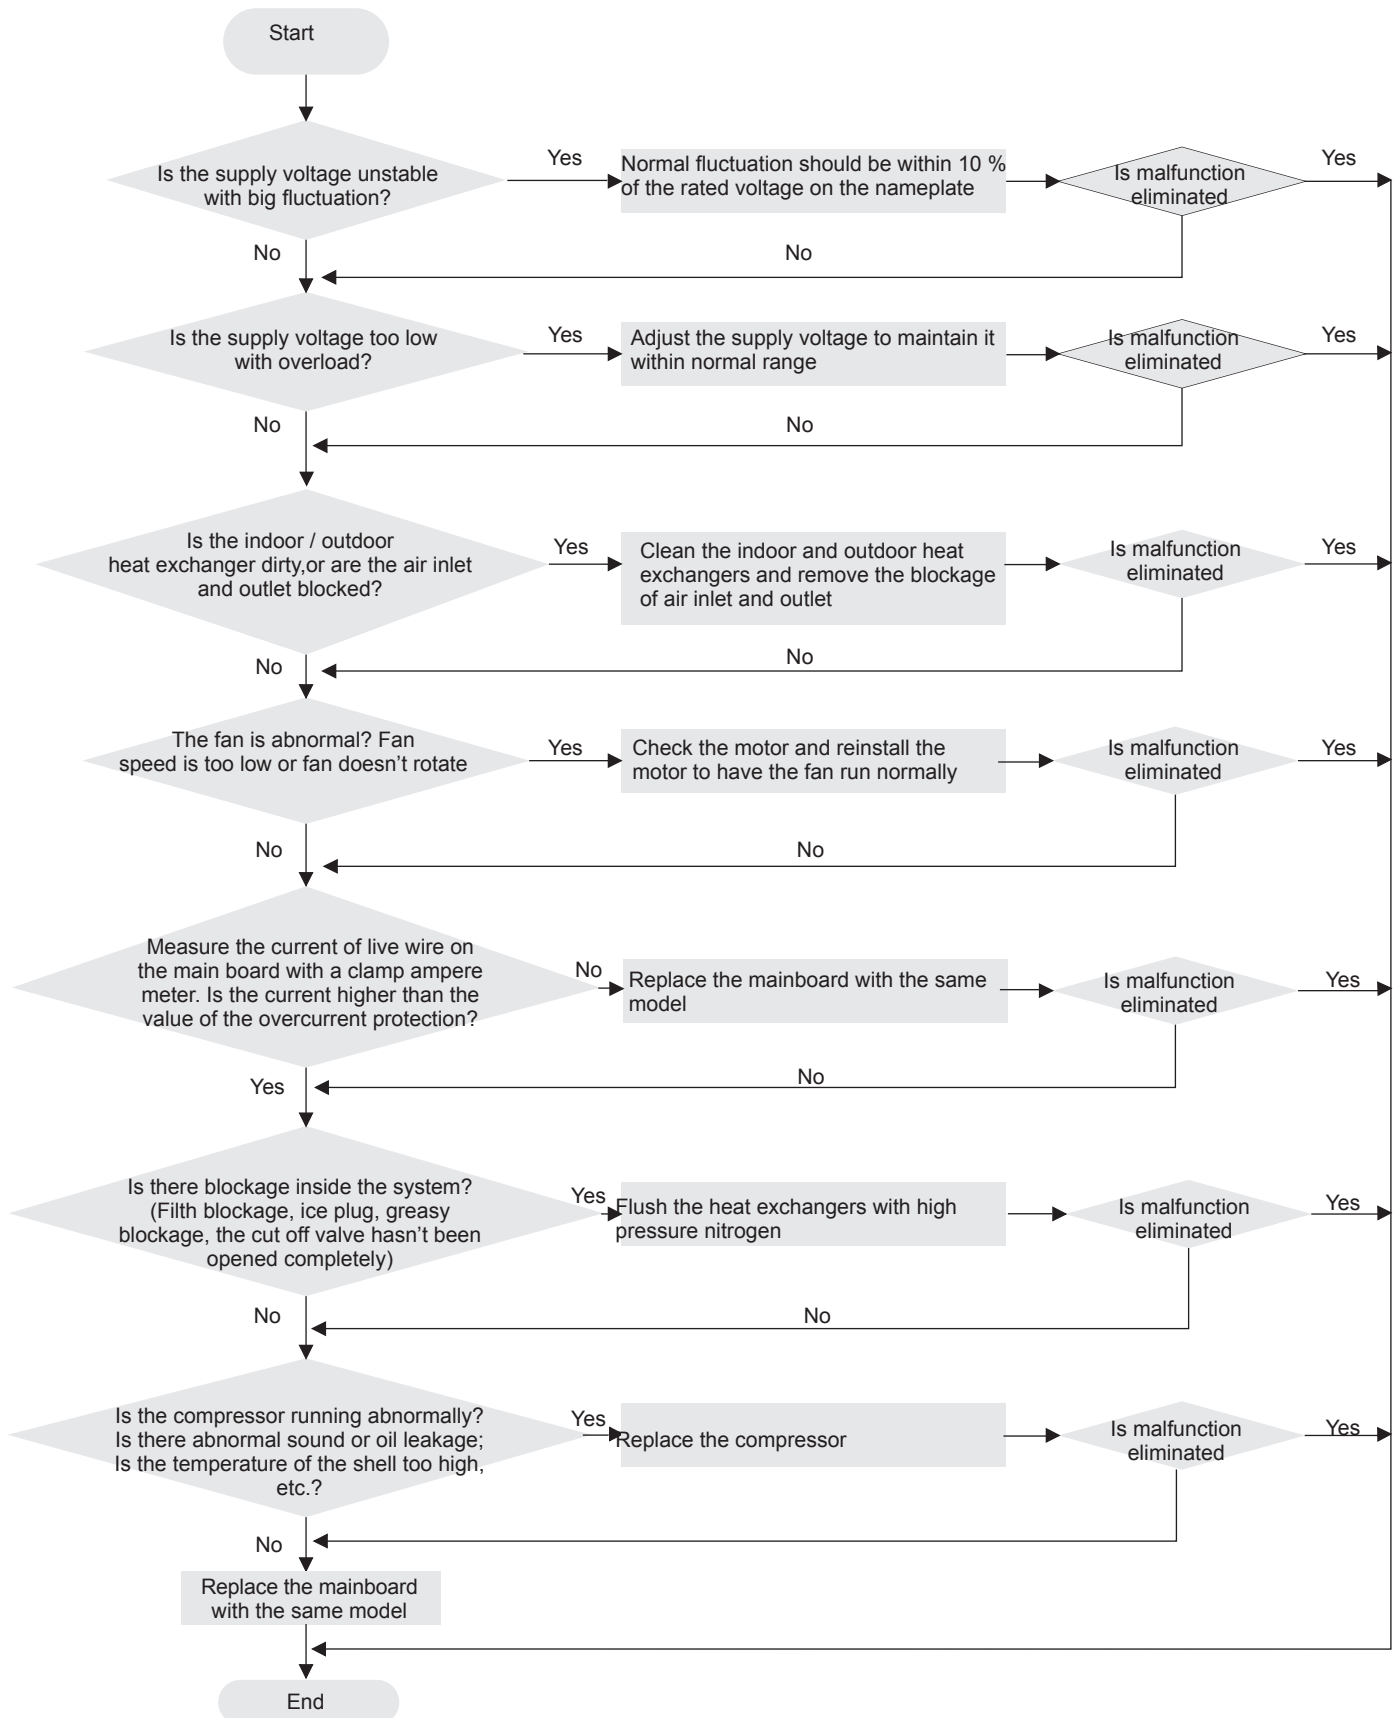 Start
Is the supply voltage unstable
with big fluctuation?
Yes
Normal fluctuation should be within 10 %
of the rated voltage on the nameplate
Is malfunction
eliminated
Yes
No
No
Is the supply voltage too low
with overload?
Yes
Adjust the supply voltage to maintain it
within normal range
Is malfunction
eliminated
Yes
No
No
Is the indoor / outdoor
heat exchanger dirty,or are the air inlet
and outlet blocked?
Yes
Clean the indoor and outdoor heat
exchangers and remove the blockage
of air inlet and outlet
Is malfunction
eliminated
Yes
No
No
The fan is abnormal? Fan
speed is too low or fan doesn't rotate
Yes
Check the motor and reinstall the
motor to have the fan run normally
Is malfunction
eliminated
Yes
No
No
Measure the current of live wire on
the main board with a clamp ampere
meter. Is the current higher than the
value of the overcurrent protection?
No
Replace the mainboard with the same
model
Is malfunction
eliminated
Yes
Yes
No
Is there blockage inside the system?
(Filth blockage, ice plug, greasy
blockage, the cut off valve hasn't been
opened completely)
Yes
Flush the heat exchangers with high
pressure nitrogen
Is malfunction
eliminated
Yes
No
No
Is the compressor running abnormally?
Is there abnormal sound or oil leakage;
Is the temperature of the shell too high,
etc.?
Yes
Replace the compressor
Is malfunction
eliminated
Yes
No
Replace the mainboard
with the same model
End